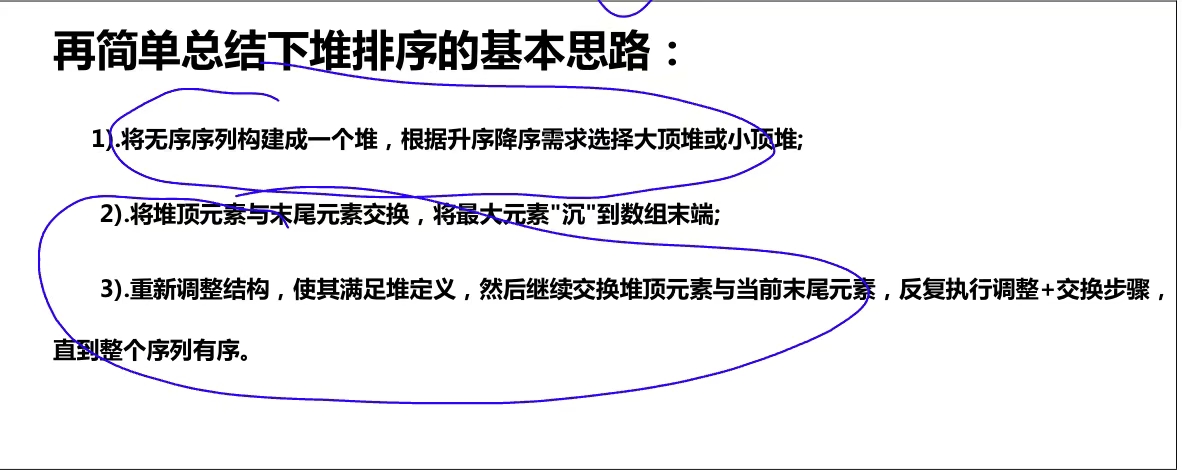 再简单总结下堆排序的基本思路：
1).将无序序列构建成一个堆，根据升序降序需求选择大顶堆或小顶堆;
2).将堆顶元素与末尾元素交换，将最大元素"沉"到数组末端;
3).重新调整结构，使其满足堆定义，然后继续交换堆顶元素与当前末尾元素，反复执行调整+交换步骤，
直到整个序列有序。